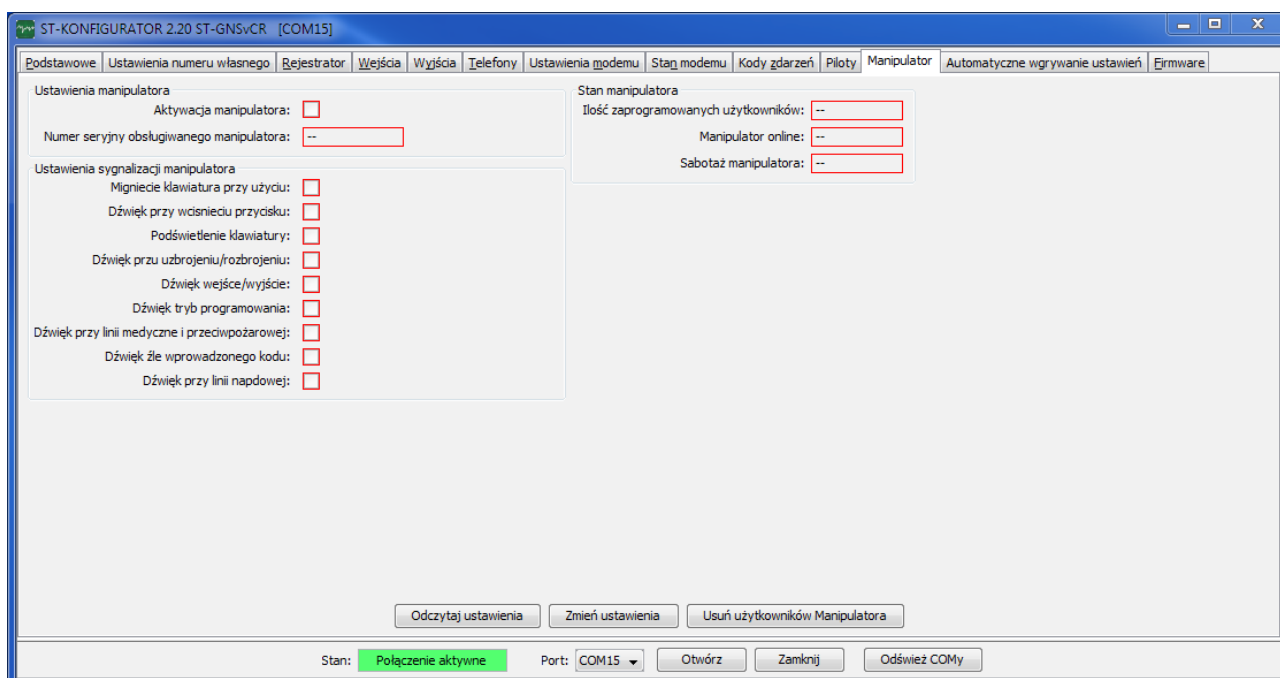 ST-KONFIGURATOR 2.20 ST-GNSvCR [COM15]
Podstawowe Ustawienia numeru własnego Rejestrator Wejścia Wyjścia Telefony Ustawienia modemu Stan modemu Kody zdarzeń Piloty Manipulator Automatyczne wgrywanie ustawień Firmware
Ustawienia manipulatora
Aktywacja manipulatora:
Numer seryjny obsługiwanego manipulatora: --
Ustawienia sygnalizacji manipulatora
Migniecie klawiatura przy użyciu:
Dźwięk przy wcisnieciu przycisku:
Podświetlenie klawiatury:
Dźwięk przu uzbrojeniu/rozbrojeniu:
Dźwięk wejśce/wyjście:
Dźwięk tryb programowania:
Dźwięk przy linii medyczne i przeciwpożarowej:
Dźwięk źle wprowadzonego kodu:
Dźwięk przy linii napdowej:
Stan manipulatora
Ilość zaprogramowanych użytkowników: --
Manipulator online: --
Sabotaż manipulatora: --
Odczytaj ustawienia Zmień ustawienia Usuń użytkowników Manipulatora
Stan: Połączenie aktywne Port: COM15 Otwórz Zamknij Odśwież COMy